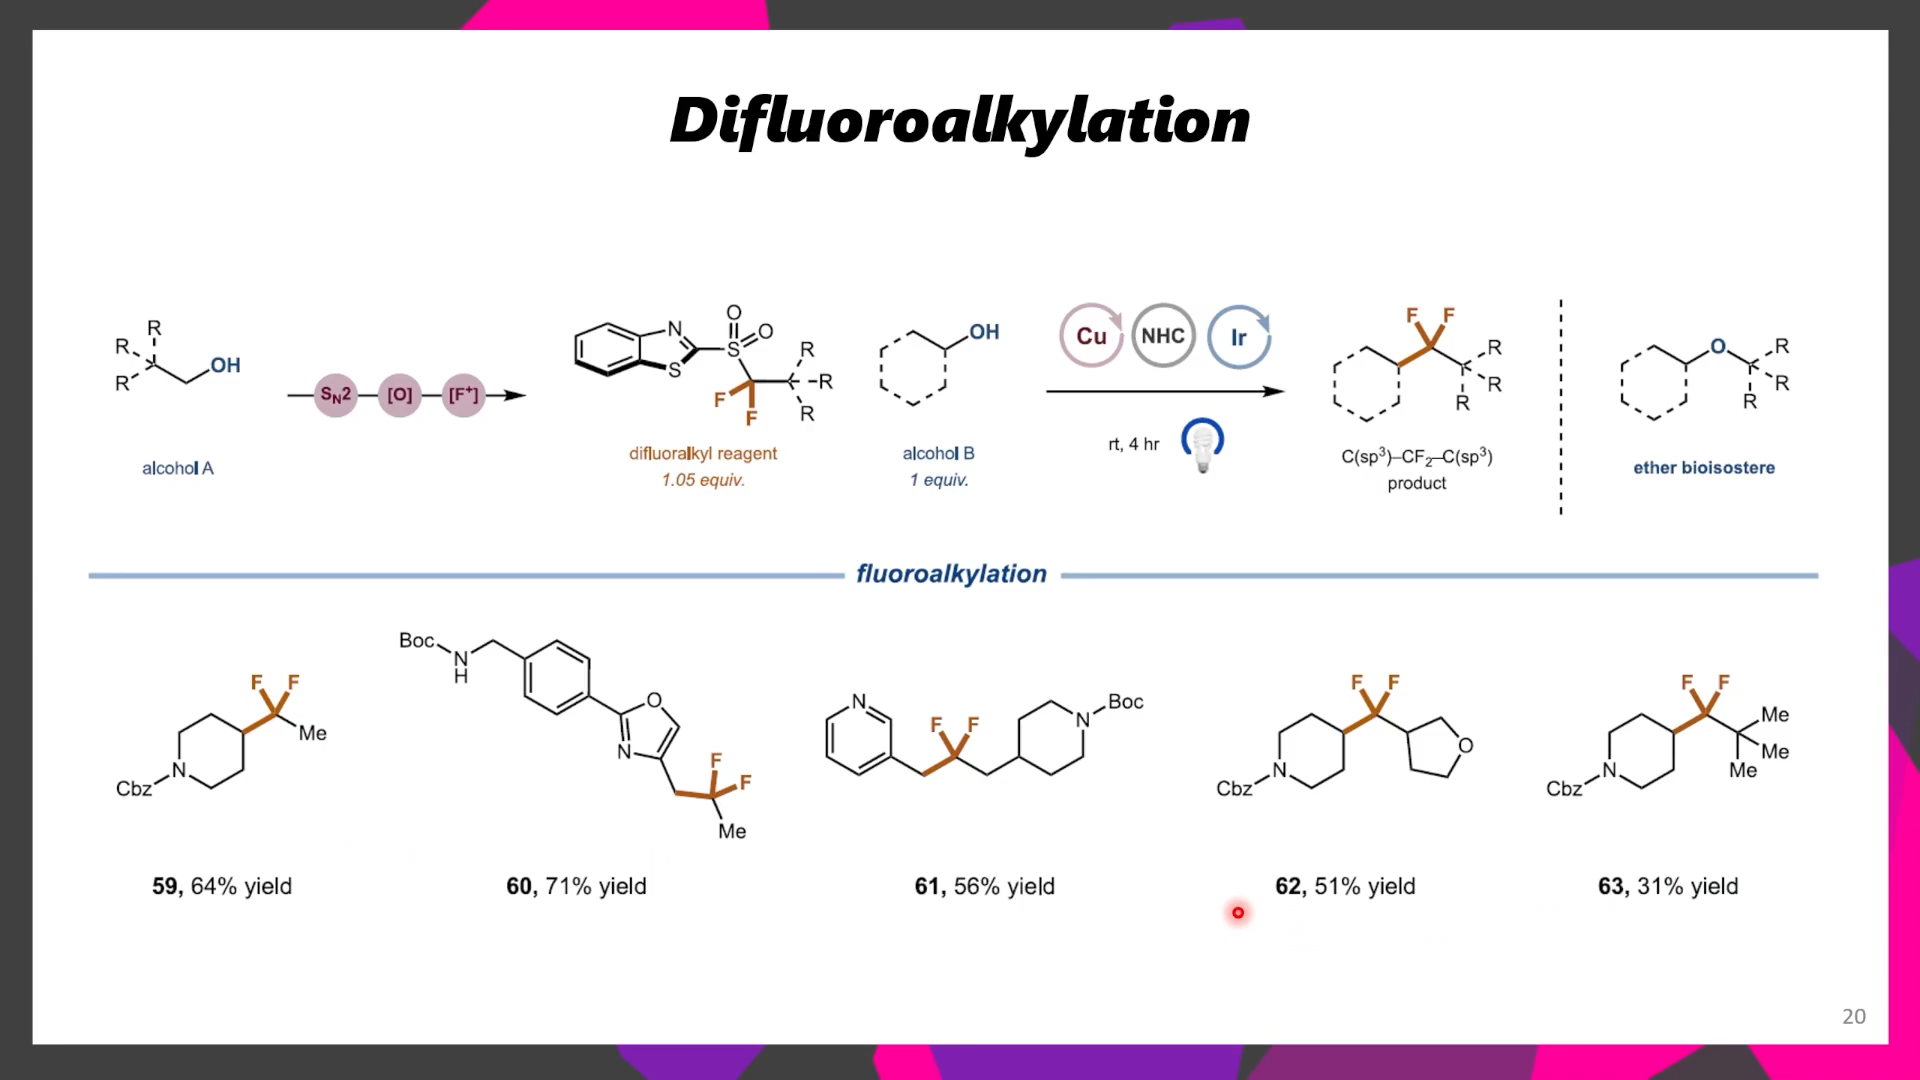 Difluoroalkylation
R
R
R
OH
alcohol A
SN2
[O]
[F+]
N
S
S
O
O
F
F
R
R
R
difluoralkyl reagent
1.05 equiv.
OH
alcohol B
1 equiv.
Cu
NHC
Ir
rt, 4 hr
F F
R
R
R
C(sp³)–CF₂–C(sp³)
product
O
R
R
R
ether bioisostere
fluoroalkylation
F F
Me
N
Cbz
59, 64% yield
Boc
N
H
O
N
F
F
Me
60, 71% yield
N
F F
N
Boc
61, 56% yield
F F
O
N
Cbz
62, 51% yield
F F
Me
Me
Me
N
Cbz
63, 31% yield
20